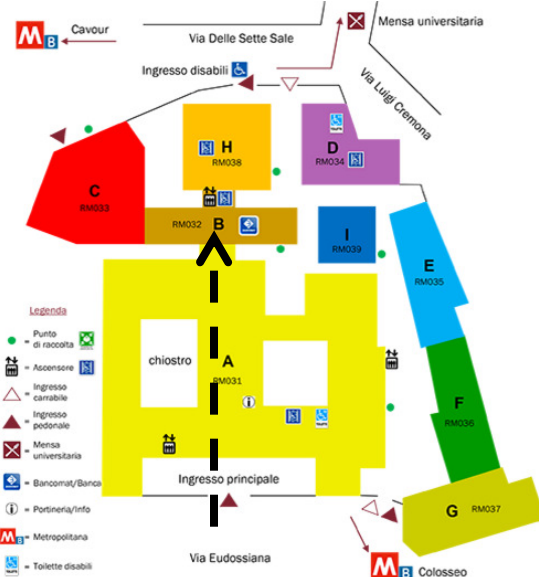 M B
Cavour
Via Delle Sette Sale
Mensa universitaria
Ingresso disabili
Via Luigi Cremona
H
RM038
D
RM034
C
RM033
RM032
B
I
RM039
E
RM035
chiostro
A
RM031
F
RM036
Ingresso principale
G
RM037
Via Eudossiana
M B
Colosseo
Legenda
= Punto
di raccolta
= Ascensore
= Ingresso
carrabile
= Ingresso
pedonale
= Mensa
universitaria
= Bancomat/Banca
i = Portineria/Info
M B = Metropolitana
= Toilette disabili